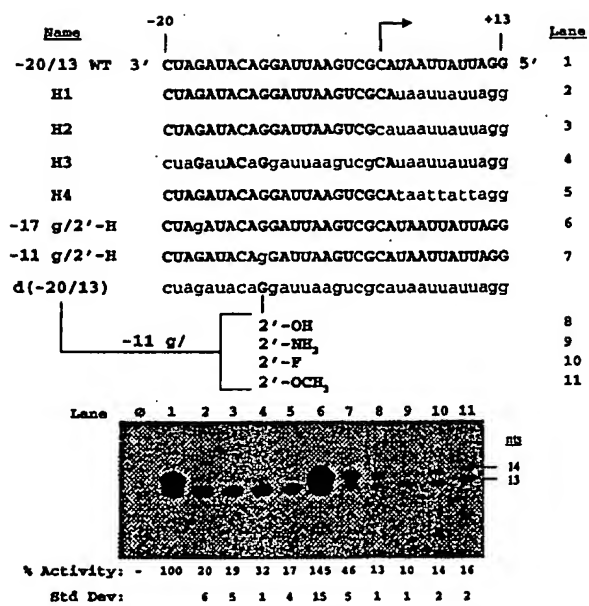 -20 +13
Name Lane
-20/13 WT 3' CUAGAUACAGGAUUAAGUCGCAUAAUUAUUAGG 5' 1
H1 CUAGAUACAGGAUUAAGUCGCAuaauuauuagg 2
H2 CUAGAUACAGGAUUAAGUCGcauaauuauuagg 3
H3 cuaGauACaGgauuaagucgCAuaauuauuagg 4
H4 CUAGAUACAGGAUUAAGUCGCAtaattattagg 5
-17 g/2'-H CUAgAUACAGGAUUAAGUCGCAUAAUUAUUAGG 6
-11 g/2'-H CUAGAUACAgGAUUAAGUCGCAUAAUUAUUAGG 7
d(-20/13) cuagauacaGgauuaagucgcauaauuauuagg
-11 g/
2'-OH 8
2'-NH2 9
2'-F 10
2'-OCH3 11
Lane Ø 1 2 3 4 5 6 7 8 9 10 11
nts
14
13
% Activity: - 100 20 19 32 17 145 46 13 10 14 16
Std Dev: 6 5 1 4 15 5 1 1 2 2